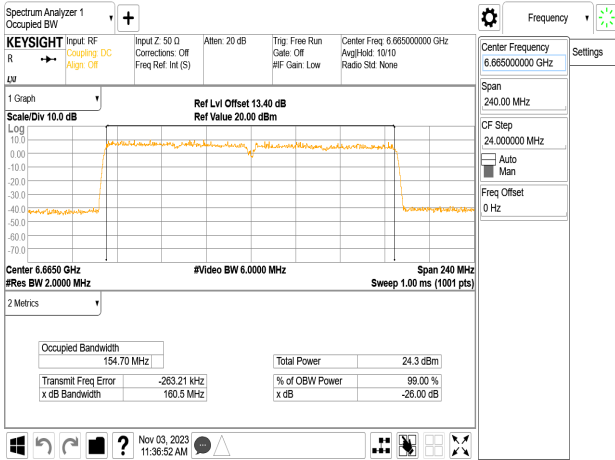 Spectrum Analyzer 1
Occupied BW
Frequency
KEYSIGHT
R
LXI
Input: RF
Coupling: DC
Align: Off
Input Z: 50 Ω
Corrections: Off
Freq Ref: Int (S)
Atten: 20 dB
Trig: Free Run
Gate: Off
#IF Gain: Low
Center Freq: 6.665000000 GHz
Avg|Hold: 10/10
Radio Std: None
Center Frequency
6.665000000 GHz
Settings
Span
240.00 MHz
CF Step
24.000000 MHz
Auto
Man
Freq Offset
0 Hz
1 Graph
Scale/Div 10.0 dB
Ref Lvl Offset 13.40 dB
Ref Value 20.00 dBm
Log
10.0
0.00
-10.0
-20.0
-30.0
-40.0
-50.0
-60.0
-70.0
Center 6.6650 GHz
#Video BW 6.0000 MHz
Span 240 MHz
#Res BW 2.0000 MHz
Sweep 1.00 ms (1001 pts)
2 Metrics
Occupied Bandwidth
154.70 MHz
Total Power 24.3 dBm
Transmit Freq Error -263.21 kHz
% of OBW Power 99.00 %
x dB Bandwidth 160.5 MHz
x dB -26.00 dB
?
Nov 03, 2023
11:36:52 AM